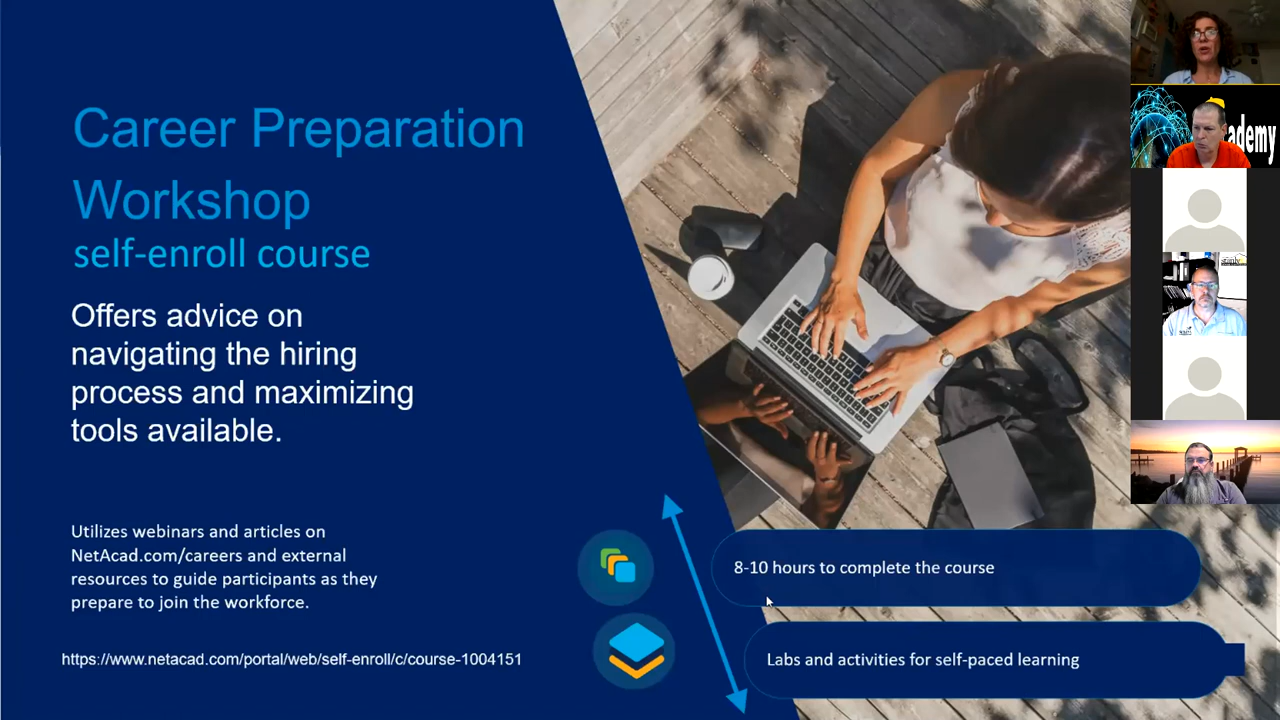 Career Preparation
Workshop
self-enroll course
Offers advice on
navigating the hiring
process and maximizing
tools available.
Utilizes webinars and articles on
NetAcad.com/careers and external
resources to guide participants as they
prepare to join the workforce.
https://www.netacad.com/portal/web/self-enroll/c/course-1004151
8-10 hours to complete the course
Labs and activities for self-paced learning
ademy